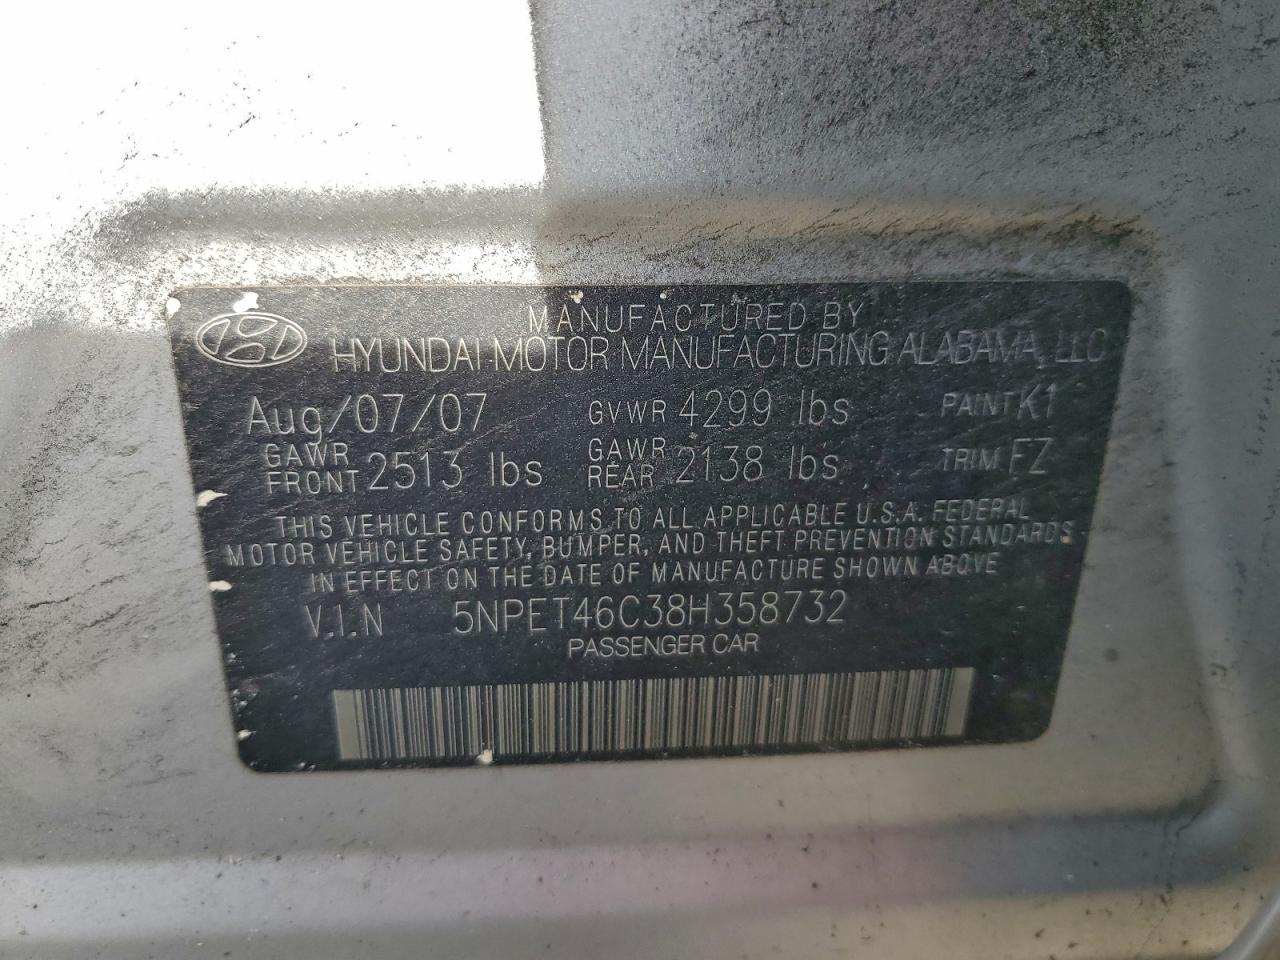 MANUFACTURED BY
HYUNDAI MOTOR MANUFACTURING ALABAMA, LLC
Aug/07/07 GVWR 4299 lbs PAINT K1
GAWR FRONT 2513 lbs GAWR REAR 2138 lbs TRIM FZ
THIS VEHICLE CONFORMS TO ALL APPLICABLE U.S.A. FEDERAL
MOTOR VEHICLE SAFETY, BUMPER, AND THEFT PREVENTION STANDARDS
IN EFFECT ON THE DATE OF MANUFACTURE SHOWN ABOVE
V.I.N 5NPET46C38H358732
PASSENGER CAR